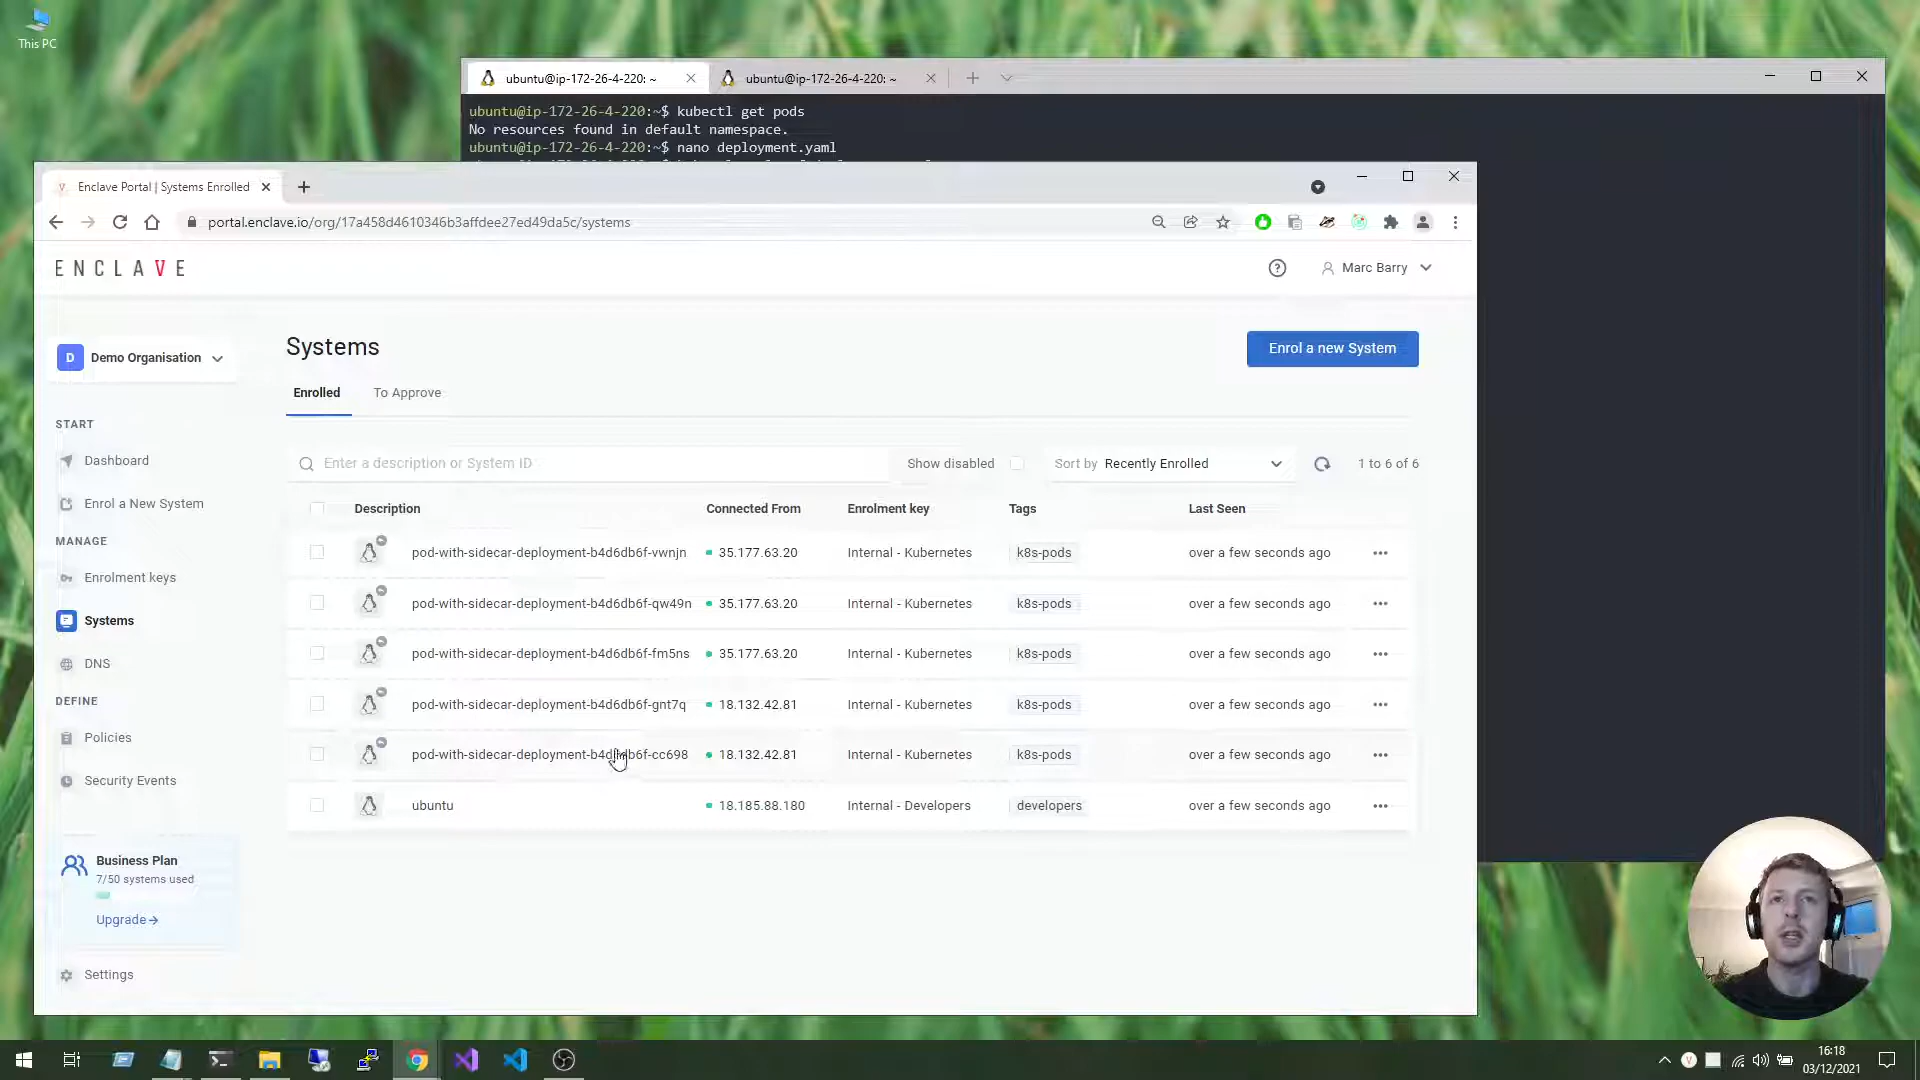 This PC
ubuntu@ip-172-26-4-220: ~
ubuntu@ip-172-26-4-220: ~
ubuntu@ip-172-26-4-220:~$ kubectl get pods
No resources found in default namespace.
ubuntu@ip-172-26-4-220:~$ nano deployment.yaml
Enclave Portal | Systems Enrolled
portal.enclave.io/org/17a458d4610346b3affdee27ed49da5c/systems
ENCLAVE
Marc Barry
D Demo Organisation
Systems
Enrol a new System
Enrolled To Approve
START
Dashboard
Enrol a New System
MANAGE
Enrolment keys
Systems
DNS
DEFINE
Policies
Security Events
Business Plan
7/50 systems used
Upgrade→
Settings
Enter a description or System ID
Show disabled
Sort by Recently Enrolled
1 to 6 of 6
Description Connected From Enrolment key Tags Last Seen
pod-with-sidecar-deployment-b4d6db6f-vwnjn 35.177.63.20 Internal - Kubernetes k8s-pods over a few seconds ago
pod-with-sidecar-deployment-b4d6db6f-qw49n 35.177.63.20 Internal - Kubernetes k8s-pods over a few seconds ago
pod-with-sidecar-deployment-b4d6db6f-fm5ns 35.177.63.20 Internal - Kubernetes k8s-pods over a few seconds ago
pod-with-sidecar-deployment-b4d6db6f-gnt7q 18.132.42.81 Internal - Kubernetes k8s-pods over a few seconds ago
pod-with-sidecar-deployment-b4d6db6f-cc698 18.132.42.81 Internal - Kubernetes k8s-pods over a few seconds ago
ubuntu 18.185.88.180 Internal - Developers developers over a few seconds ago
16:18
03/12/2021